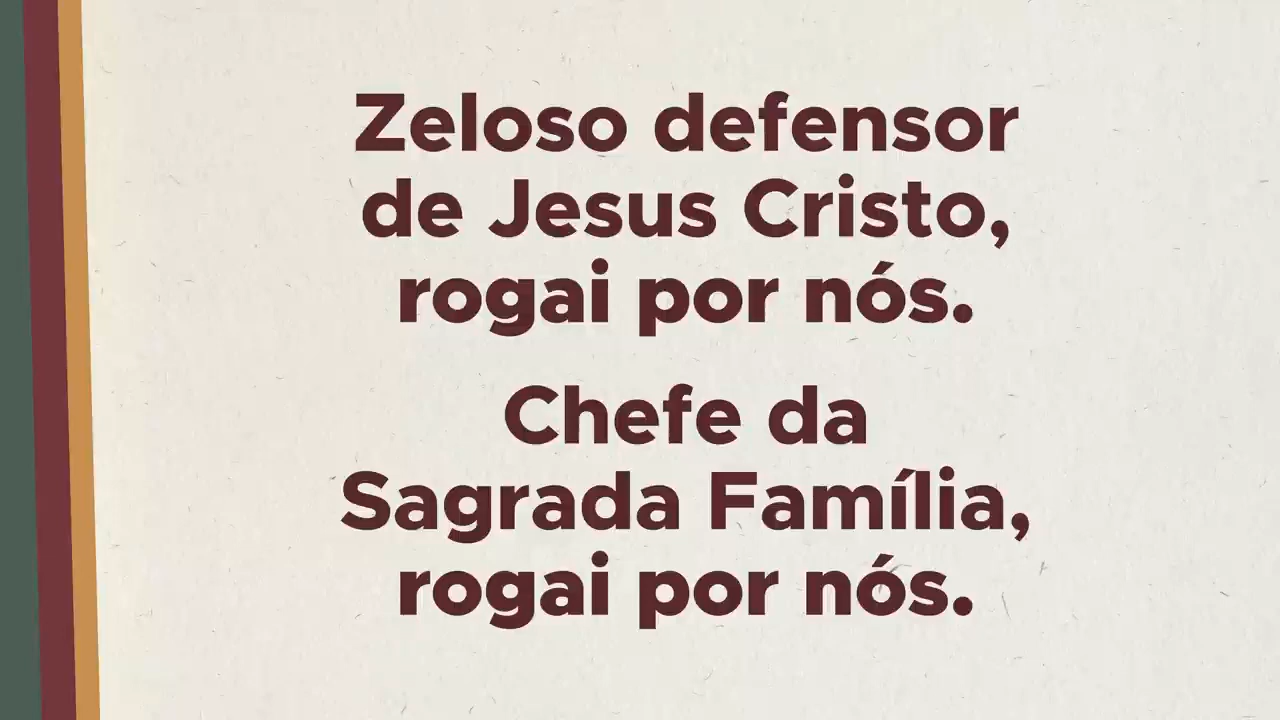 Zeloso defensor
de Jesus Cristo,
rogai por nós.
Chefe da
Sagrada Família,
rogai por nós.